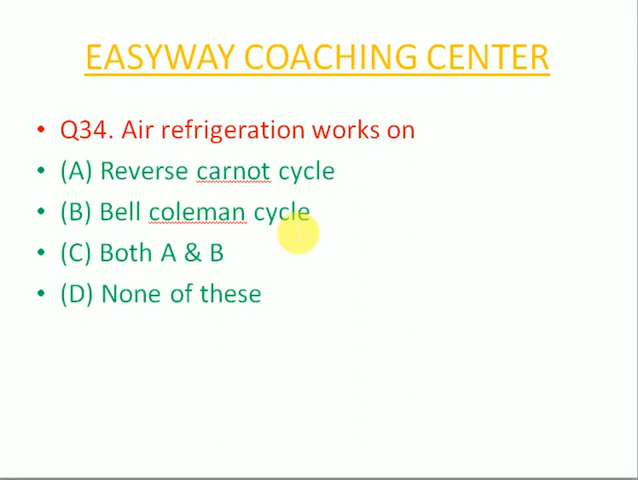 EASYWAY COACHING CENTER
• Q34. Air refrigeration works on
• (A) Reverse carnot cycle
• (B) Bell coleman cycle
• (C) Both A & B
• (D) None of these